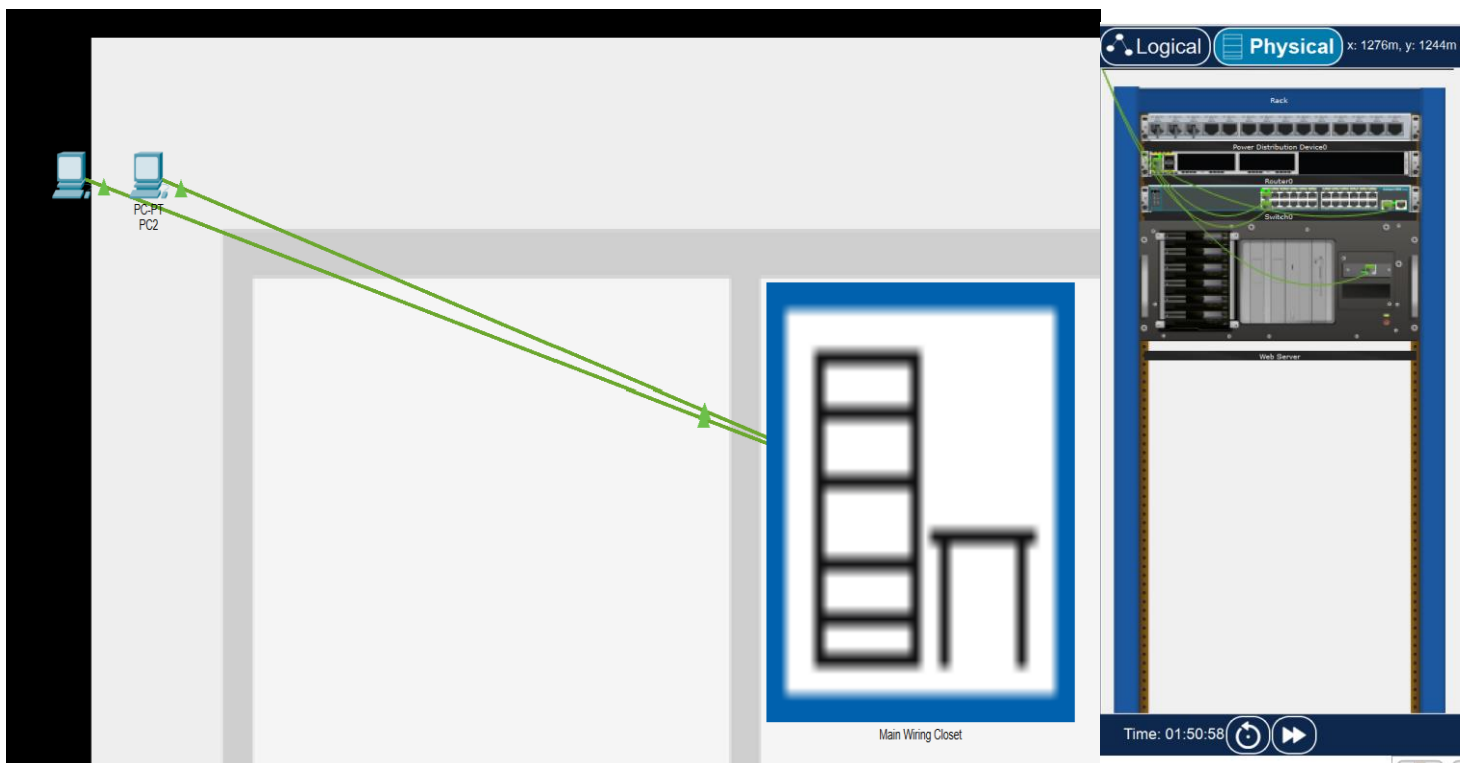 PC-PT
PC2
Main Wiring Closet
Logical
Physical
x: 1276m, y: 1244m
Rack
Power Distribution Device0
Router0
Switch0
Web Server
Time: 01:50:58